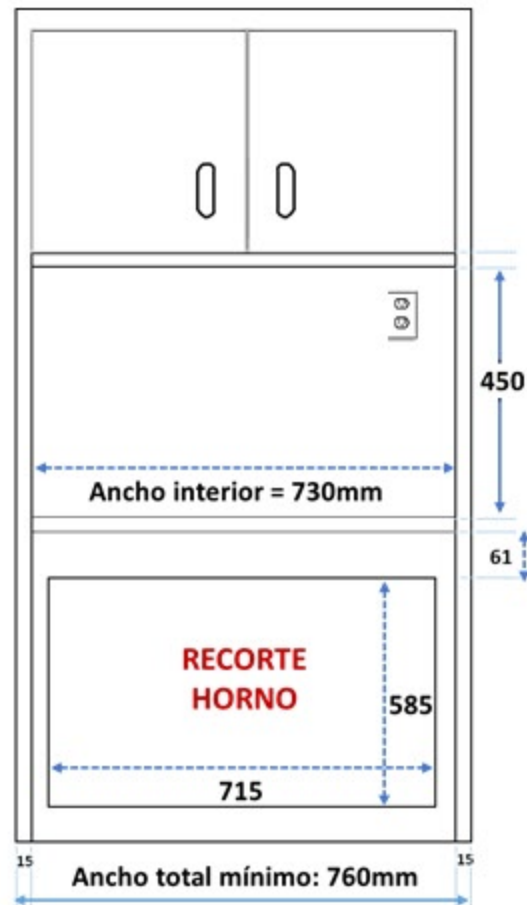 450
Ancho interior = 730mm
61
RECORTE
HORNO
585
715
15
15
Ancho total mínimo: 760mm